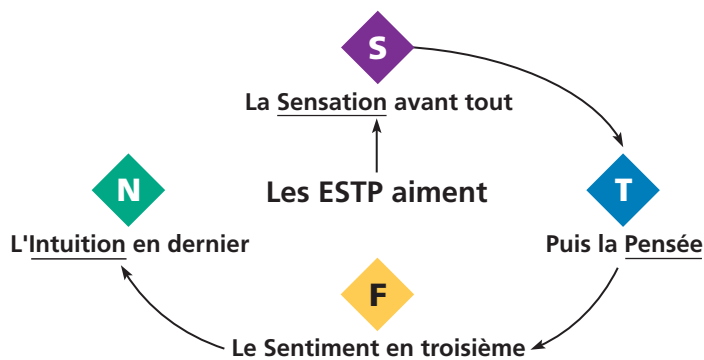 S
La Sensation avant tout
Les ESTP aiment
T
Puis la Pensée
F
Le Sentiment en troisième
N
L'Intuition en dernier